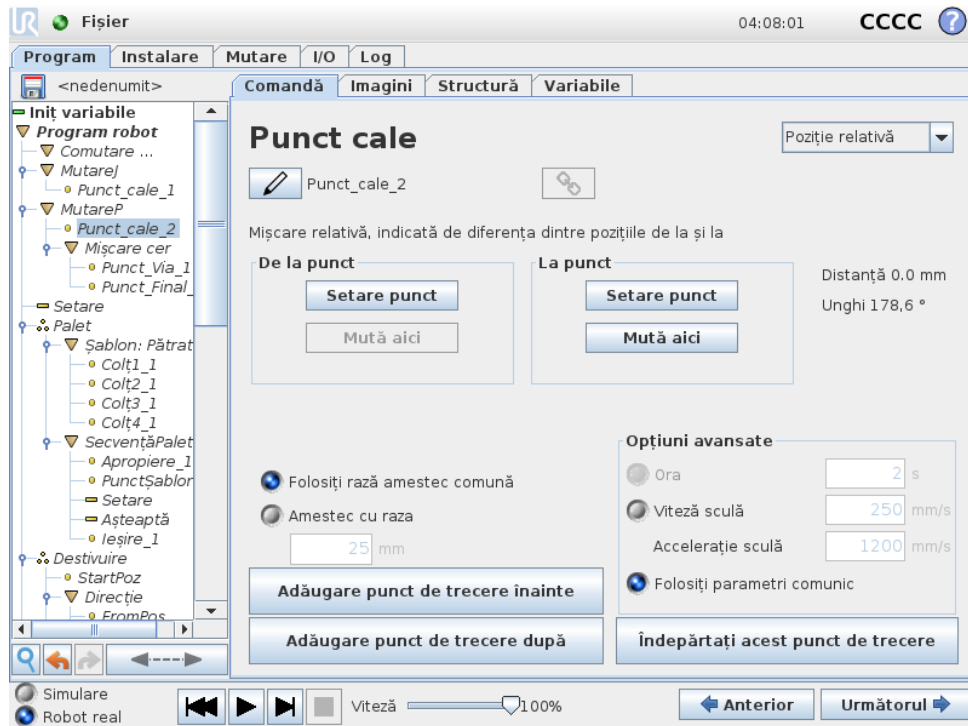 Fișier
04:08:01
CCCC
?
Program
Instalare
Mutare
I/O
Log
<nedenumit>
Comandă
Imagini
Structură
Variabile
Iniț variabile
Program robot
Comutare ...
MutareJ
Punct_cale_1
MutareP
Punct_cale_2
Mișcare cer
Punct_Via_1
Punct_Final_
Setare
Palet
Șablon: Pătrat
Colț1_1
Colț2_1
Colț3_1
Colț4_1
SecvențăPalet
Apropiere_1
PunctȘablor
Setare
Așteaptă
Ieșire_1
Destivuire
StartPoz
Direcție
FromPos
Punct cale
Poziție relativă
Punct_cale_2
Mișcare relativă, indicată de diferența dintre pozițiile de la și la
De la punct
Setare punct
Mută aici
La punct
Setare punct
Mută aici
Distanță 0.0 mm
Unghi 178,6 °
Folosiți rază amestec comună
Amestec cu raza
25 mm
Opțiuni avansate
Ora 2 s
Viteză sculă 250 mm/s
Accelerație sculă 1200 mm/s
Folosiți parametri comunic
Adăugare punct de trecere înainte
Adăugare punct de trecere după
Îndepărtați acest punct de trecere
Simulare
Robot real
Viteză 100%
Anterior
Următorul